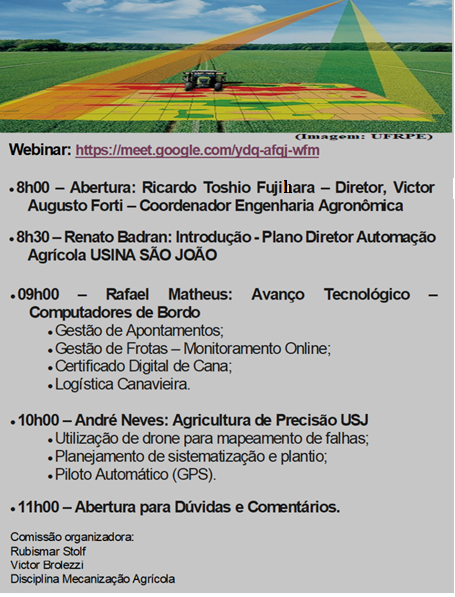 (Imagem: UFRPE)
Webinar: https://meet.google.com/ydq-afqj-wfm
• 8h00 – Abertura: Ricardo Toshio Fujihara – Diretor, Victor
Augusto Forti – Coordenador Engenharia Agronômica
• 8h30 – Renato Badran: Introdução - Plano Diretor Automação
Agrícola USINA SÃO JOÃO
• 09h00 – Rafael Matheus: Avanço Tecnológico –
Computadores de Bordo
• Gestão de Apontamentos;
• Gestão de Frotas – Monitoramento Online;
• Certificado Digital de Cana;
• Logística Canavieira.
• 10h00 – André Neves: Agricultura de Precisão USJ
• Utilização de drone para mapeamento de falhas;
• Planejamento de sistematização e plantio;
• Piloto Automático (GPS).
• 11h00 – Abertura para Dúvidas e Comentários.
Comissão organizadora:
Rubismar Stolf
Victor Brolezzi
Disciplina Mecanização Agrícola